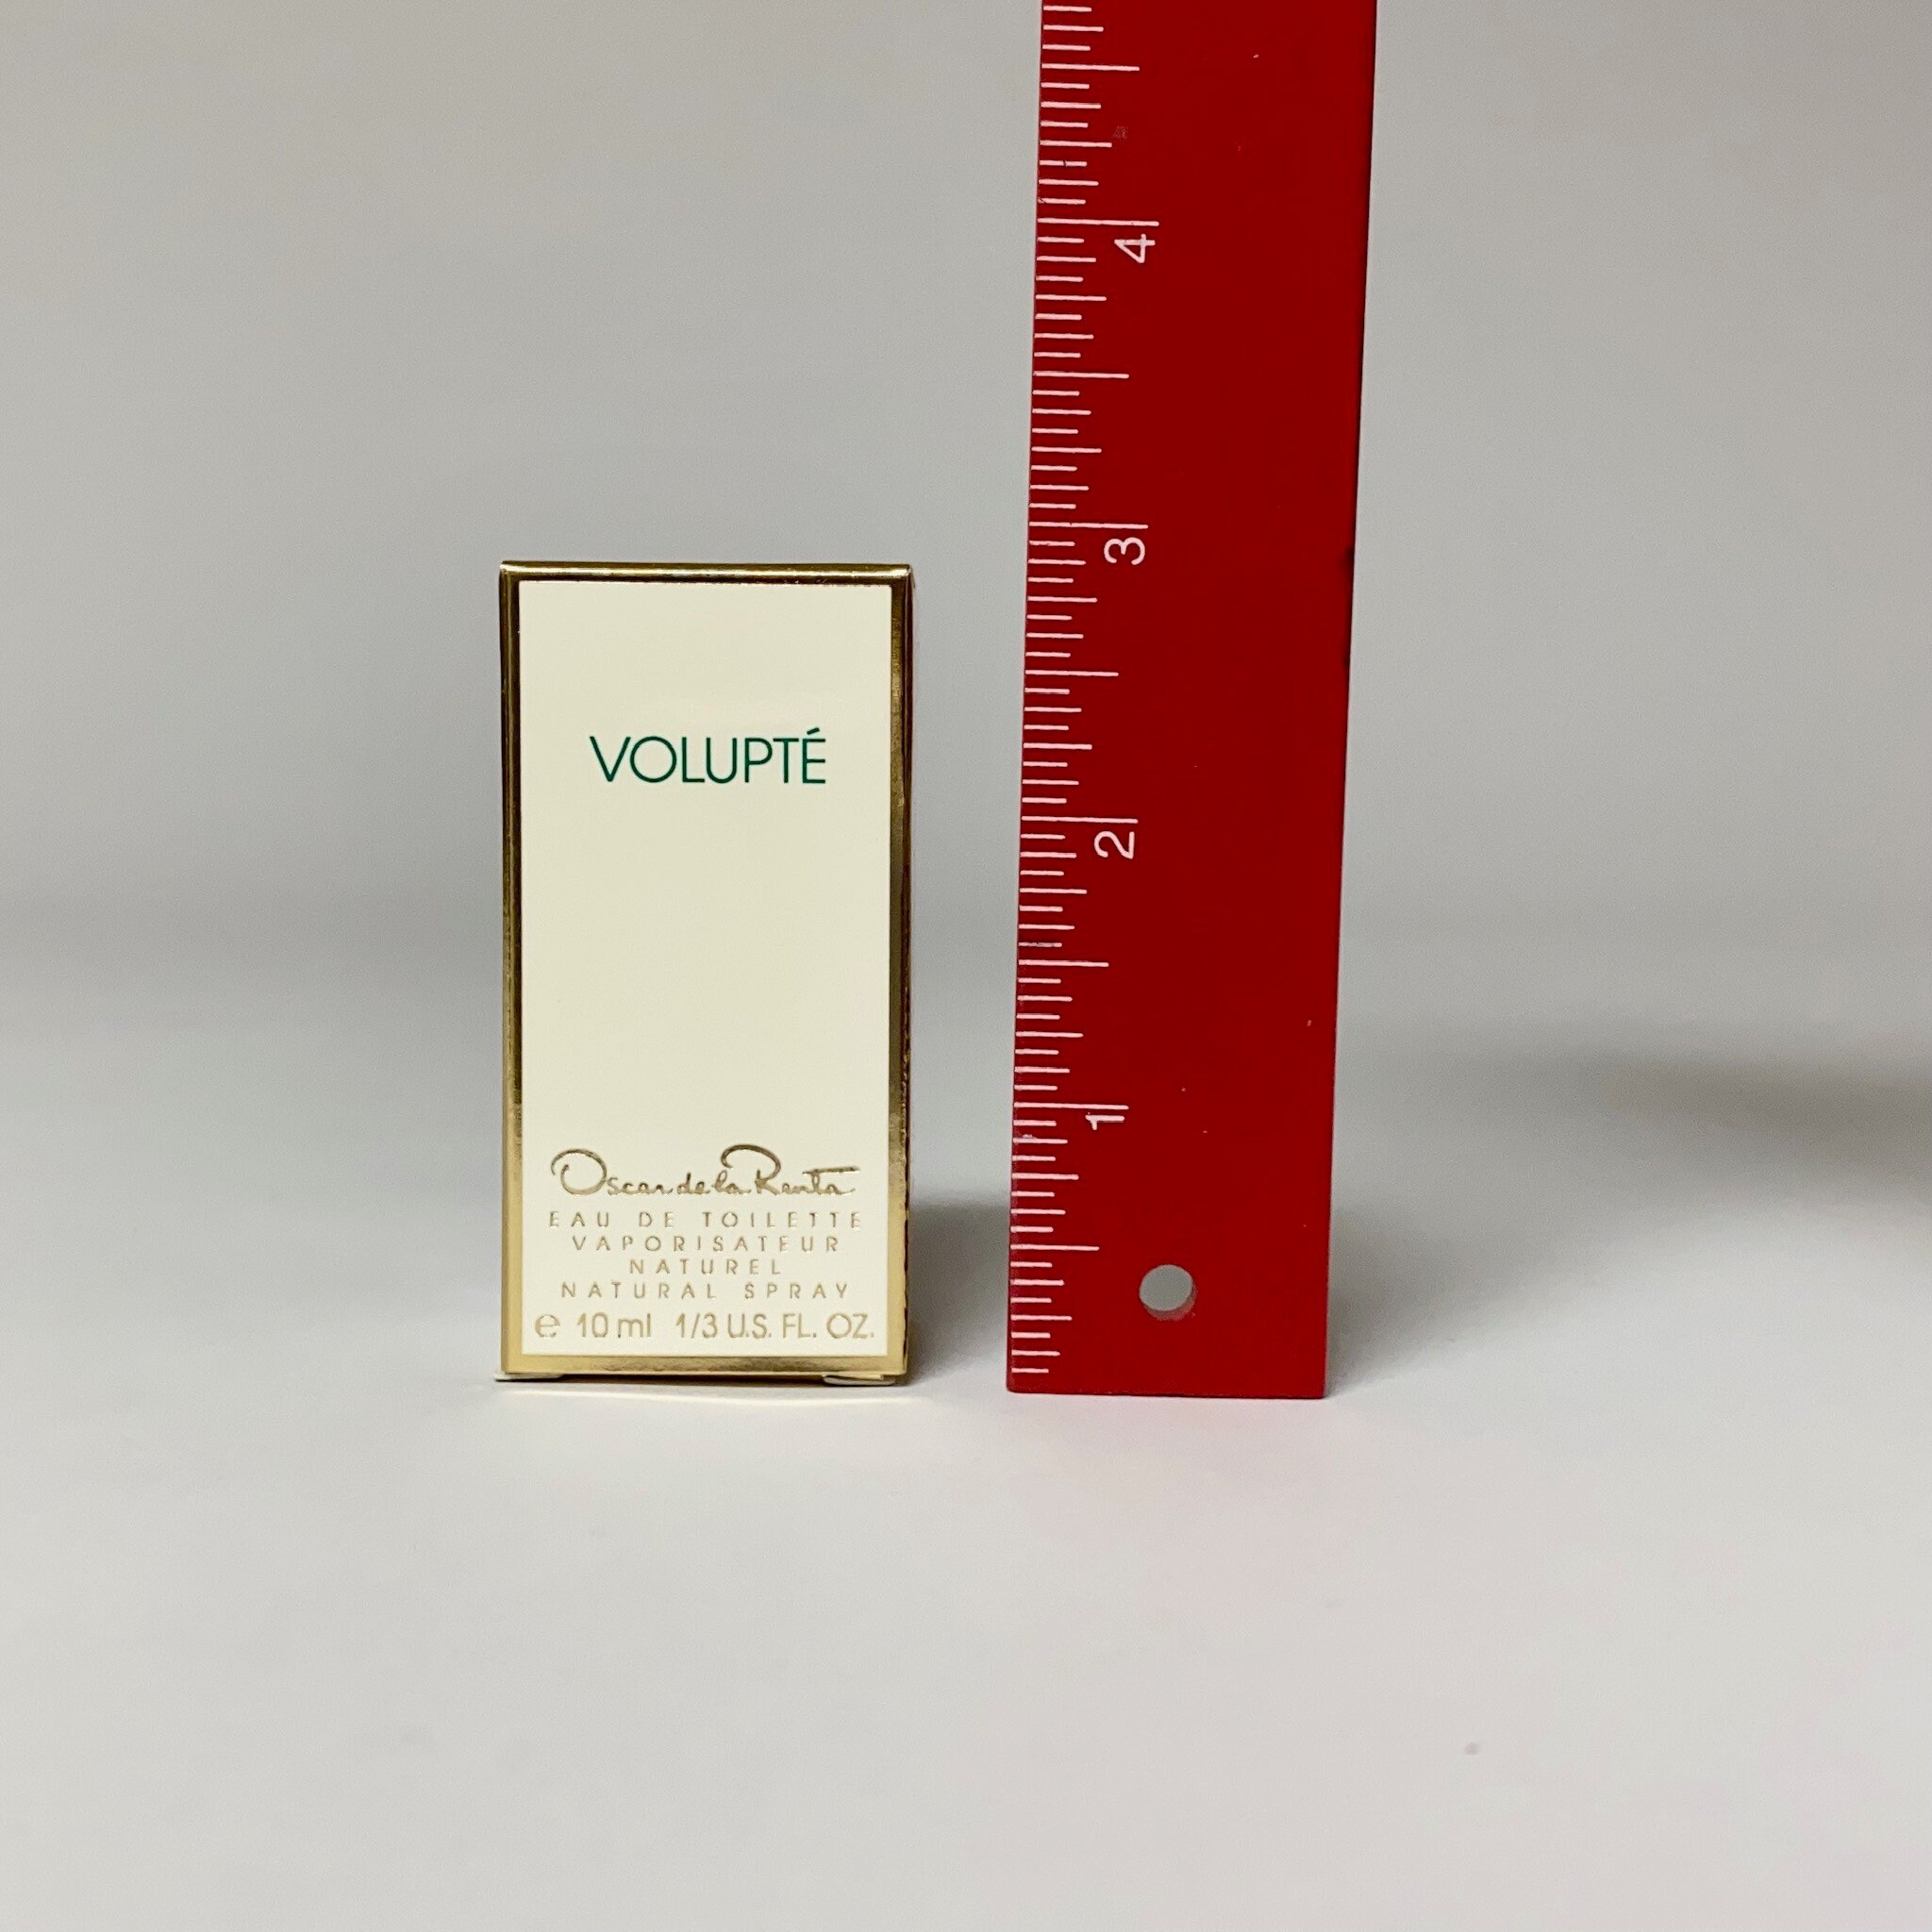 VOLUPTÉ
Oscar de la Renta
EAU DE TOILETTE
VAPORISATEUR
NATUREL
NATURAL SPRAY
e 10 ml 1/3 U.S. FL. OZ.
4
3
2
1